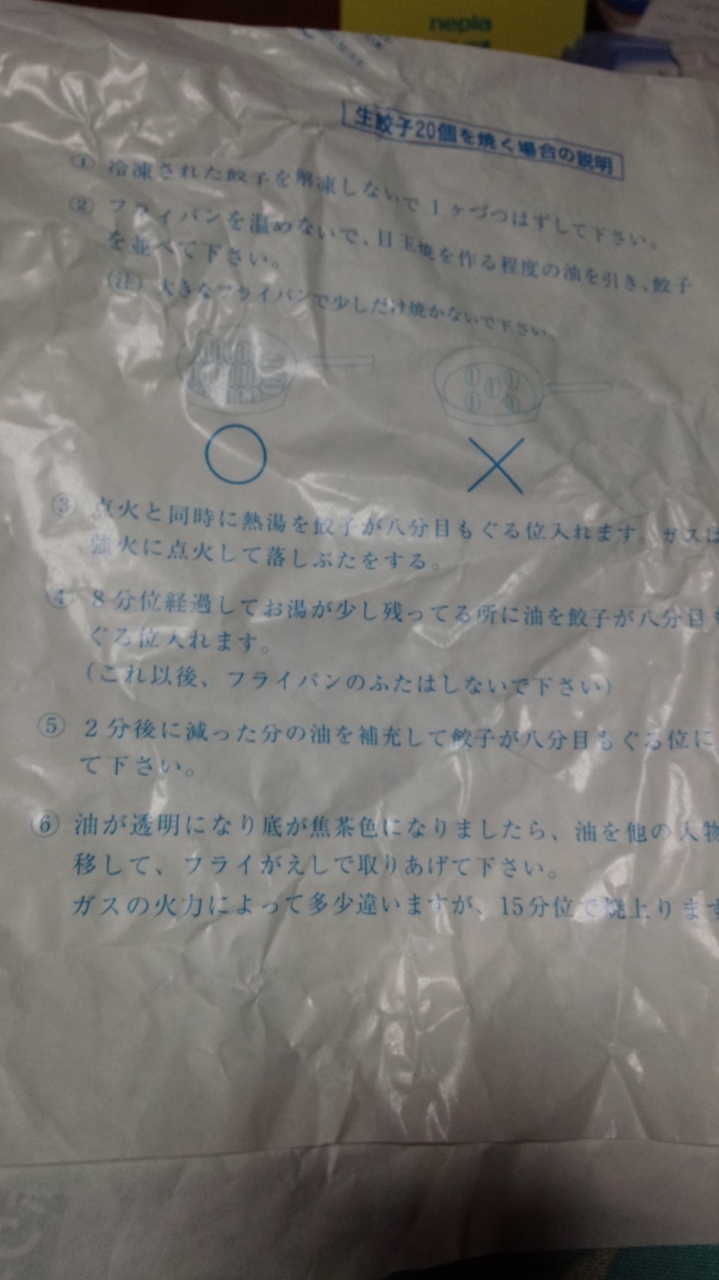 nepia
生餃子20個を焼く場合の説明
① 冷凍された餃子を解凍しないで1ヶづつはずして下さい。
② フライパンを温めないで、目玉焼を作る程度の油を引き、餃子
を並べて下さい。
(注) 大きなフライパンで少しだけ焼かないで下さい。
③ 点火と同時に熱湯を餃子が八分目もぐる位入れます。ガスは
強火に点火して落しぶたをする。
④ 8分位経過してお湯が少し残ってる所に油を餃子が八分目も
ぐる位入れます。
(これ以後、フライパンのふたはしないで下さい)
⑤ 2分後に減った分の油を補充して餃子が八分目もぐる位に
て下さい。
⑥ 油が透明になり底が焦茶色になりましたら、油を他の入物
移して、フライがえしで取りあげて下さい。
ガスの火力によって多少違いますが、15分位で焼上ります